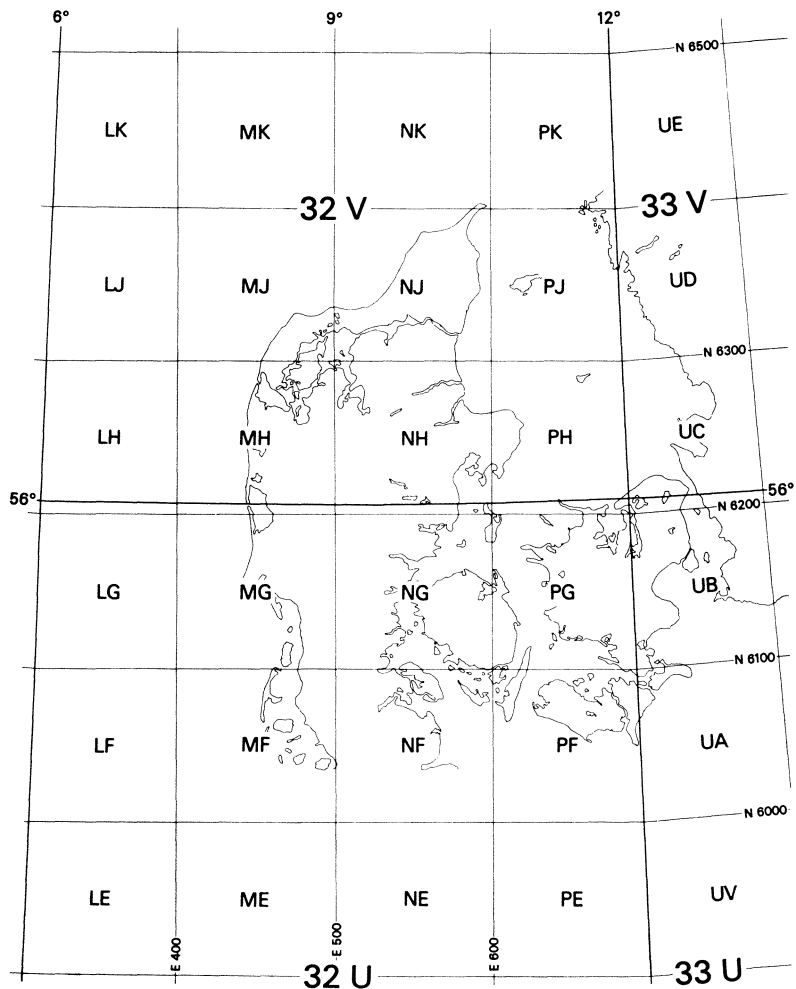 6° 9° 12°
N 6500
LK MK NK PK UE
32 V 33 V
LJ MJ NJ PJ UD
N 6300
LH MH NH PH UC
56° 56°
N 6200
LG MG NG PG UB
N 6100
LF MF NF PF UA
N 6000
LE ME NE PE UV
E 400 E 500 E 600
32 U 33 U